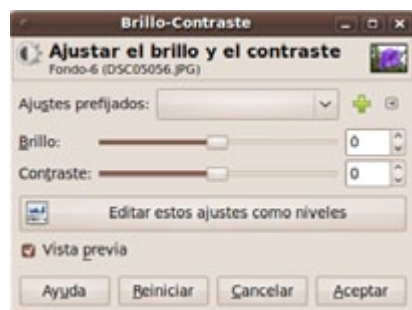 Brillo-Contraste
Ajustar el brillo y el contraste
Fondo-6 (DSC05056.JPG)
Ajustes prefijados:
Brillo: 0
Contraste: 0
Editar estos ajustes como niveles
Vista previa
Ayuda Reiniciar Cancelar Aceptar